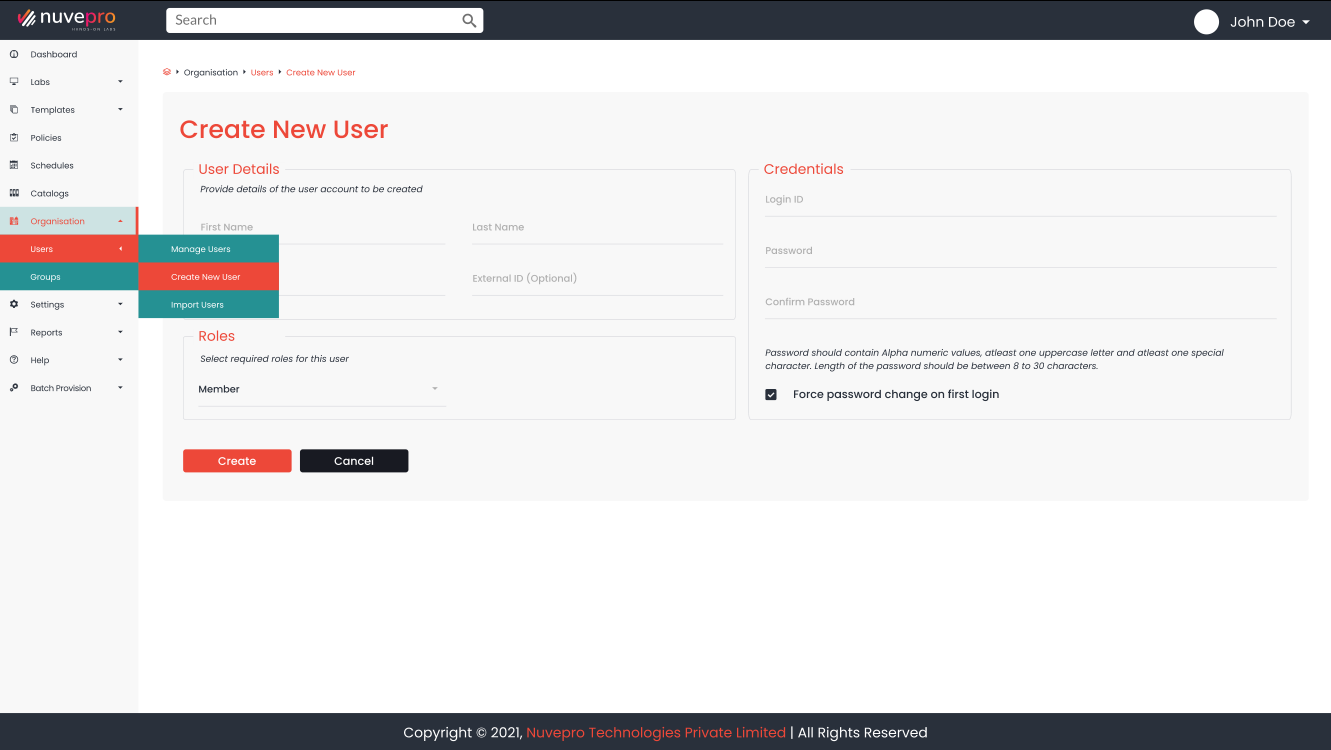 nuvepro
HANDS-ON LABS
Search
John Doe
Dashboard
Labs
Templates
Policies
Schedules
Catalogs
Organisation
Users
Groups
Settings
Reports
Help
Batch Provision
Manage Users
Create New User
Import Users
Organisation
Users
Create New User
Create New User
User Details
Provide details of the user account to be created
First Name
Last Name
External ID (Optional)
Roles
Select required roles for this user
Member
Credentials
Login ID
Password
Confirm Password
Password should contain Alpha numeric values, atleast one uppercase letter and atleast one special
character. Length of the password should be between 8 to 30 characters.
Force password change on first login
Create
Cancel
Copyright © 2021, Nuvepro Technologies Private Limited | All Rights Reserved